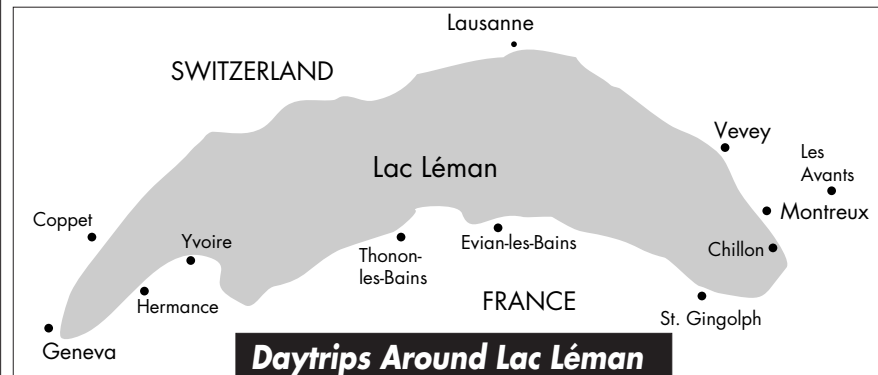 Lausanne
SWITZERLAND
Vevey
Les
Avants
Lac Léman
Montreux
Coppet
Yvoire
Thonon-
les-Bains
Evian-les-Bains
Chillon
Hermance
FRANCE
St. Gingolph
Geneva
Daytrips Around Lac Léman